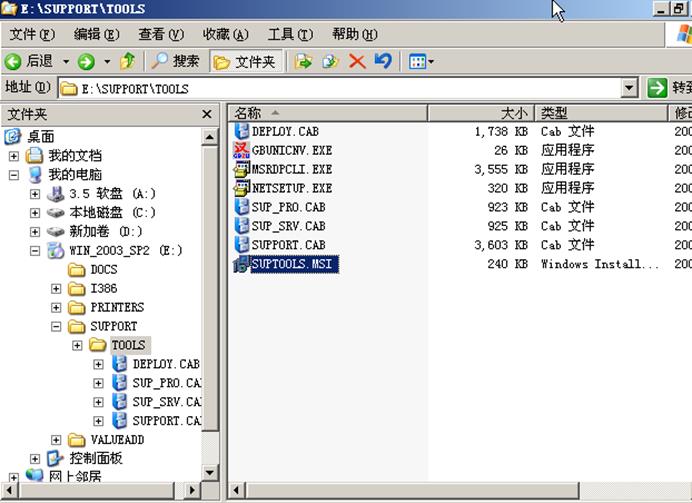 E:\SUPPORT\TOOLS
文件(F) 编辑(E) 查看(V) 收藏(A) 工具(T) 帮助(H)
后退 搜索 文件夹
地址(D) E:\SUPPORT\TOOLS 转到
文件夹
桌面
我的文档
我的电脑
3.5 软盘 (A:)
本地磁盘 (C:)
新加卷 (D:)
WIN_2003_SP2 (E:)
DOCS
I386
PRINTERS
SUPPORT
TOOLS
DEPLOY.CAB
SUP_PRO.CA
SUP_SRV.CA
SUPPORT.CA
VALUEADD
控制面板
网上邻居
名称 大小 类型 修改
DEPLOY.CAB 1,738 KB Cab 文件 200
GBUNICNV.EXE 26 KB 应用程序 200
MSRDPCLI.EXE 3,555 KB 应用程序 200
NETSETUP.EXE 320 KB 应用程序 200
SUP_PRO.CAB 923 KB Cab 文件 200
SUP_SRV.CAB 925 KB Cab 文件 200
SUPPORT.CAB 3,603 KB Cab 文件 200
SUPTOOLS.MSI 240 KB Windows Install... 200